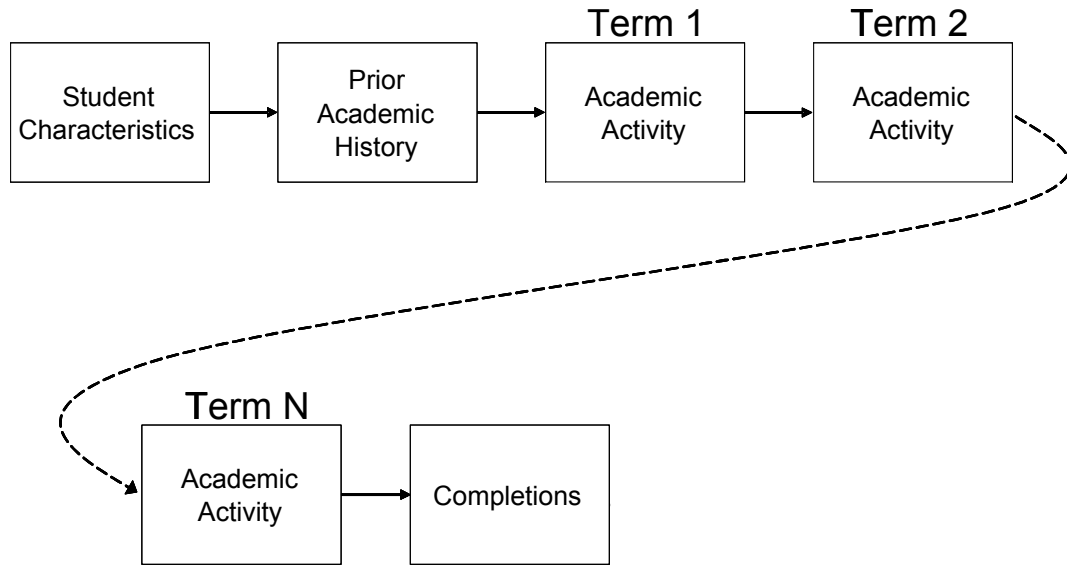 Term 1
Term 2
Student
Characteristics
Prior
Academic
History
Academic
Activity
Academic
Activity
Term N
Academic
Activity
Completions